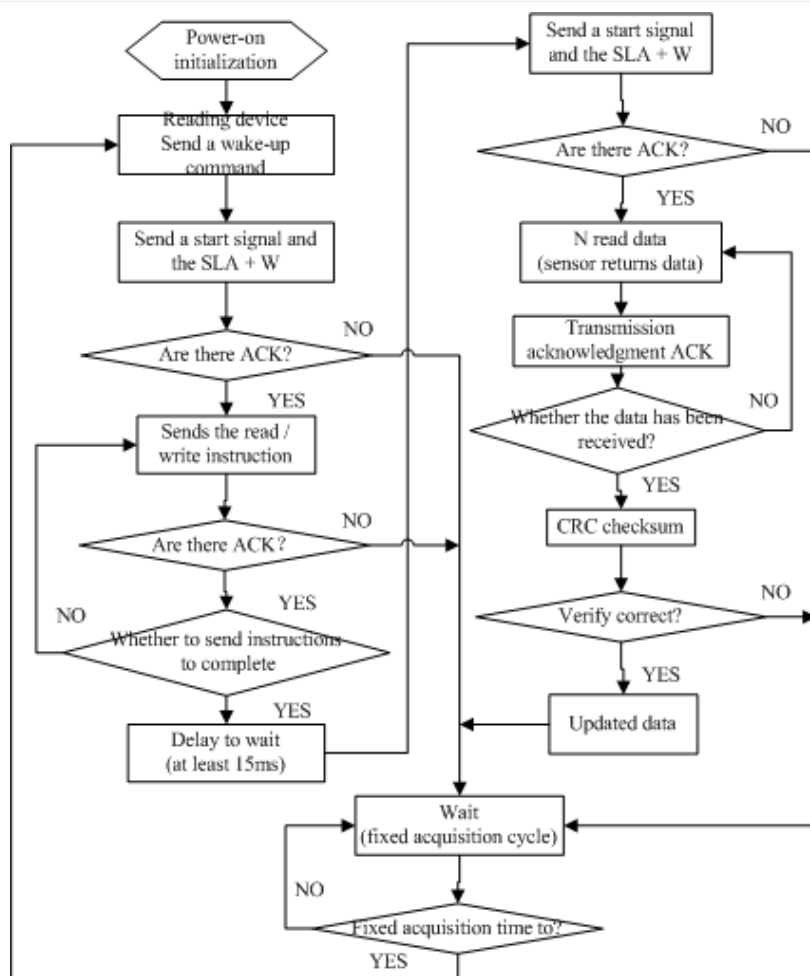 Power-on
initialization
Reading device
Send a wake-up
command
Send a start signal and
the SLA + W
Are there ACK?
NO
YES
Sends the read /
write instruction
Are there ACK?
NO
YES
Whether to send instructions
to complete
NO
YES
Delay to wait
(at least 15ms)
Send a start signal
and the SLA + W
Are there ACK?
NO
YES
N read data
(sensor returns data)
Transmission
acknowledgment ACK
Whether the data has been
received?
NO
YES
CRC checksum
Verify correct?
NO
YES
Updated data
Wait
(fixed acquisition cycle)
NO
Fixed acquisition time to?
YES